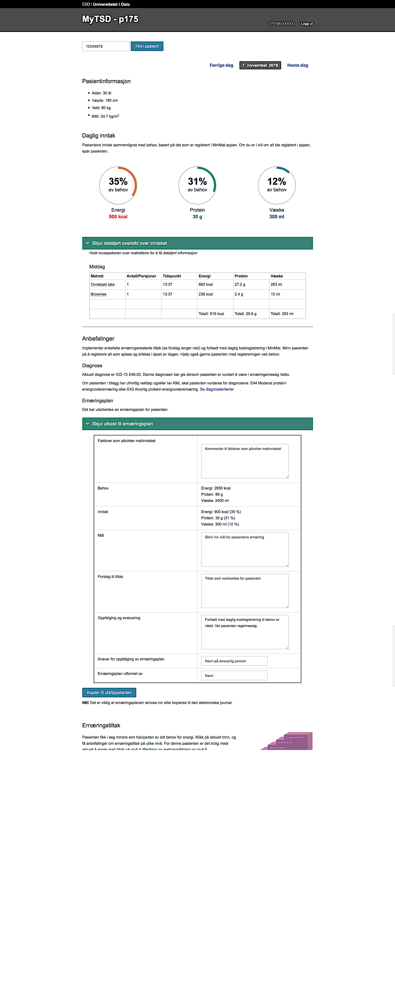 UiO Universitetet i Oslo
MyTSD - p175
270190-XXXXX Logg ut
12345678 Finn pasient
Forrige dag 1. november 2018 Neste dag
Pasientinformasjon
Alder: 30 år
Høyde: 180 cm
Vekt: 80 kg
KMI: 24.7 kg/m²
Daglig inntak
Pasientens inntak sammenlignet med behov, basert på det som er registrert i MinMat-appen. Om du er i tvil om alt ble registrert i appen,
spør pasienten.
35% 31% 12%
av behov av behov av behov
Energi Protein Væske
900 kcal 30 g 300 ml
Skjul detaljert oversikt over inntaket
Hold musepekeren over matrettene for å få detaljert informasjon
Middag
Matrett Antall/Porsjoner Tidspunkt Energi Protein Væske
Ovnsbakt laks 1 13:37 683 kcal 27.2 g 283 ml
Brownies 1 13:37 236 kcal 2.4 g 10 ml
Totalt: 919 kcal Totalt: 29.6 g Totalt: 293 ml
Anbefalinger
Implementer anbefalte ernæringsrelaterte tiltak (se forslag lenger ned) og fortsett med daglig kostregistrering i MinMat. Minn pasienten
på å registrere alt som spises og drikkes i løpet av dagen. Hjelp også gjerne pasienten med registreringen ved behov.
Diagnose
Aktuell diagnose er ICD-10 E46.00. Denne diagnosen bør gis dersom pasienten er vurdert å være i ernæringsmessig risiko.
Om pasienten i tillegg har ufrivillig vekttap og/eller lav KMI, skal pasienten vurderes for diagnosene: E44 Moderat protein/-
energiunderernæring eller E43 Alvorlig protein/-energiunderernæring. Se diagnosekriterier .
Ernæringsplan
Det bør utarbeides en ernæringsplan for pasienten.
Skjul utkast til ernæringsplan
Faktorer som påvirker matinntaket
Kommentar til faktorer som påvirker matinntaket
Behov Energi: 2650 kcal
Protein: 96 g
Væske: 2400 ml
Inntak Energi: 900 kcal (35 %)
Protein: 30 g (31 %)
Væske: 300 ml (12 %)
Mål Skriv inn mål for pasientens ernæring
Forslag til tiltak Tiltak som iverksettes for pasienten
Oppfølging og evaluering Fortsett med daglig kostregistrering til behov er
nådd. Vei pasienten regelmessig.
Ansvar for oppfølging av ernæringsplan Navn på ansvarlig person
Ernæringsplan utformet av Navn
Kopier til utklippstavlen
NB! Det er viktig at ernæringsplanen skrives inn eller kopieres til den elektroniske journal.
Ernæringstiltak
Pasienten fikk i seg mindre enn halvparten av sitt behov for energi. Klikk på aktuelt trinn, og
få anbefalinger om ernæringstiltak på ulike nivå. For denne pasienten er det trolig mest
aktuelt å starte med tiltak på nivå 4 (Beriking og mellommåltider) og nivå 5
Intravenøs ernæring
Sondeernæring
Næringsdrikker